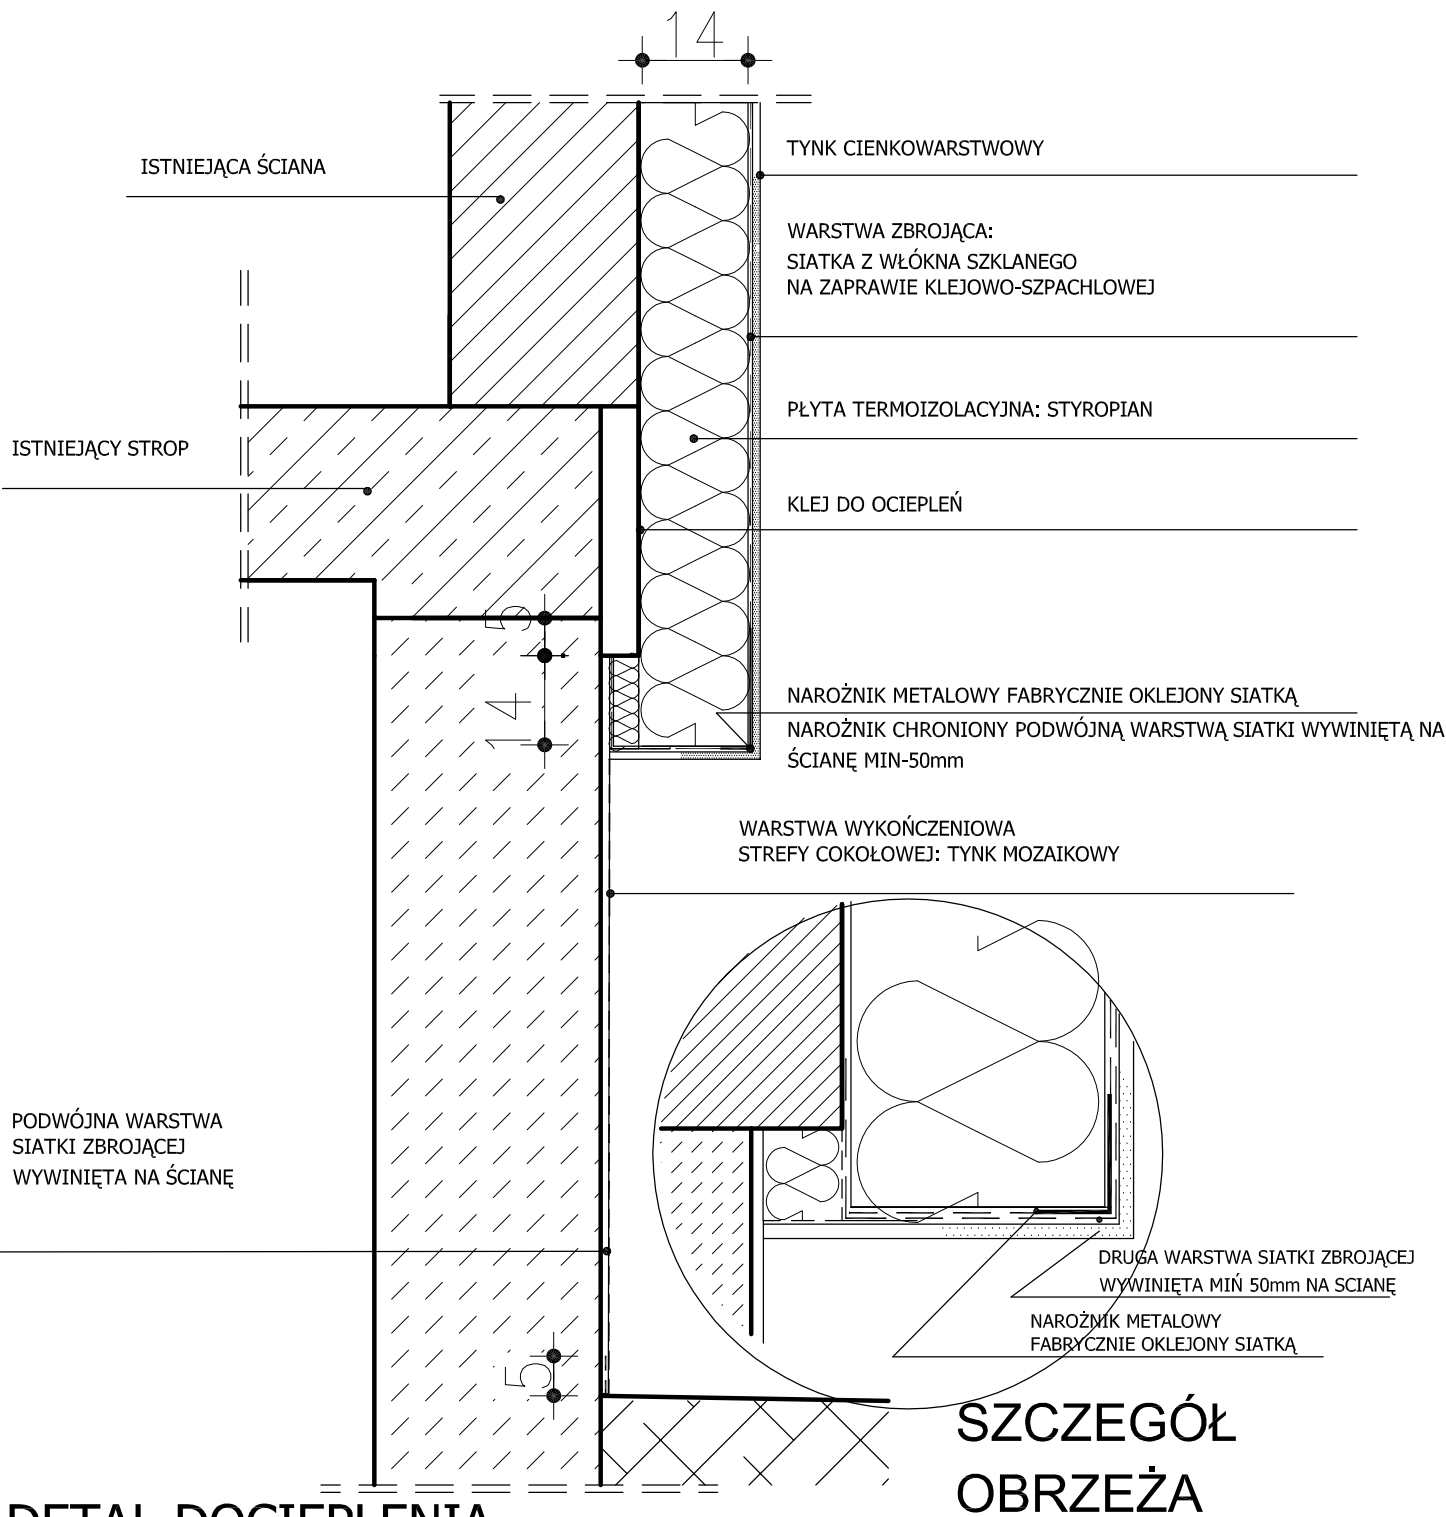 14
TYNK CIENKOWARSTWOWY
ISTNIEJĄCA ŚCIANA
WARSTWA ZBROJĄCA:
SIATKA Z WŁÓKNA SZKLANEGO
NA ZAPRAWIE KLEJOWO-SZPACHLOWEJ
PŁYTA TERMOIZOLACYJNA: STYROPIAN
ISTNIEJĄCY STROP
KLEJ DO OCIEPLEŃ
5
14
NAROŻNIK METALOWY FABRYCZNIE OKLEJONY SIATKĄ
NAROŻNIK CHRONIONY PODWÓJNĄ WARSTWĄ SIATKI WYWINIĘTĄ NA
ŚCIANĘ MIN-50mm
WARSTWA WYKOŃCZENIOWA
STREFY COKOŁOWEJ: TYNK MOZAIKOWY
PODWÓJNA WARSTWA
SIATKI ZBROJĄCEJ
WYWINIĘTA NA ŚCIANĘ
DRUGA WARSTWA SIATKI ZBROJĄCEJ
WYWINIĘTA MIŃ 50mm NA SCIANĘ
NAROŻNIK METALOWY
FABRYCZNIE OKLEJONY SIATKĄ
5
SZCZEGÓŁ
OBRZEŻA
DETAL DOCIEPLENIA